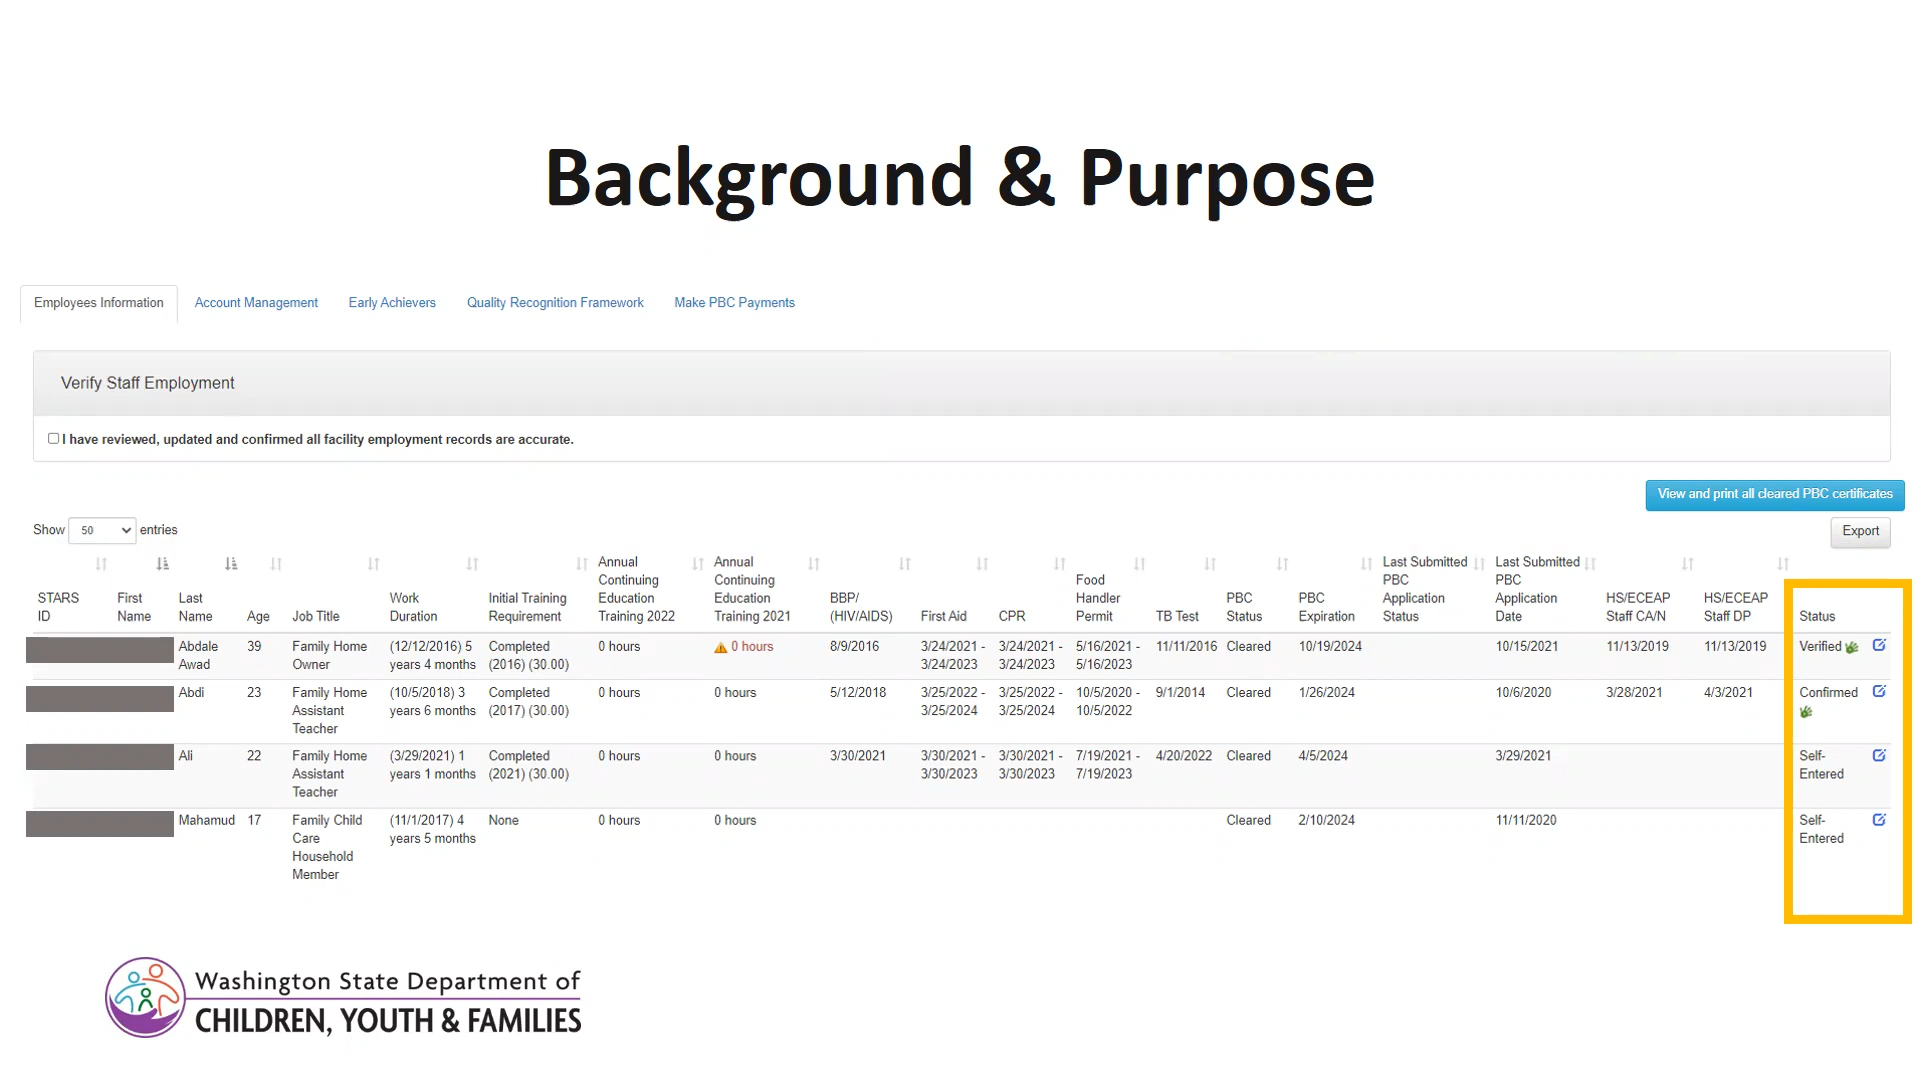 Background & Purpose
Employees Information Account Management Early Achievers Quality Recognition Framework Make PBC Payments
Verify Staff Employment
I have reviewed, updated and confirmed all facility employment records are accurate.
View and print all cleared PBC certificates
Show 50 entries
Export
STARS ID First Name Last Name Age Job Title Work Duration Initial Training Requirement Annual Continuing Education Training 2022 Annual Continuing Education Training 2021 BBP/ (HIV/AIDS) First Aid CPR Food Handler Permit TB Test PBC Status PBC Expiration Last Submitted PBC Application Status Last Submitted PBC Application Date HS/ECEAP Staff CA/N HS/ECEAP Staff DP Status
Abdale Awad 39 Family Home Owner (12/12/2016) 5 years 4 months Completed (2016) (30.00) 0 hours 0 hours 8/9/2016 3/24/2021 - 3/24/2023 3/24/2021 - 3/24/2023 5/16/2021 - 5/16/2023 11/11/2016 Cleared 10/19/2024 10/15/2021 11/13/2019 11/13/2019 Verified
Abdi 23 Family Home Assistant Teacher (10/5/2018) 3 years 6 months Completed (2017) (30.00) 0 hours 0 hours 5/12/2018 3/25/2022 - 3/25/2024 3/25/2022 - 3/25/2024 10/5/2020 - 10/5/2022 9/1/2014 Cleared 1/26/2024 10/6/2020 3/28/2021 4/3/2021 Confirmed
Ali 22 Family Home Assistant Teacher (3/29/2021) 1 years 1 months Completed (2021) (30.00) 0 hours 0 hours 3/30/2021 3/30/2021 - 3/30/2023 3/30/2021 - 3/30/2023 7/19/2021 - 7/19/2023 4/20/2022 Cleared 4/5/2024 3/29/2021 Self-Entered
Mahamud 17 Family Child Care Household Member (11/1/2017) 4 years 5 months None 0 hours 0 hours Cleared 2/10/2024 11/11/2020 Self-Entered
Washington State Department of
CHILDREN, YOUTH & FAMILIES